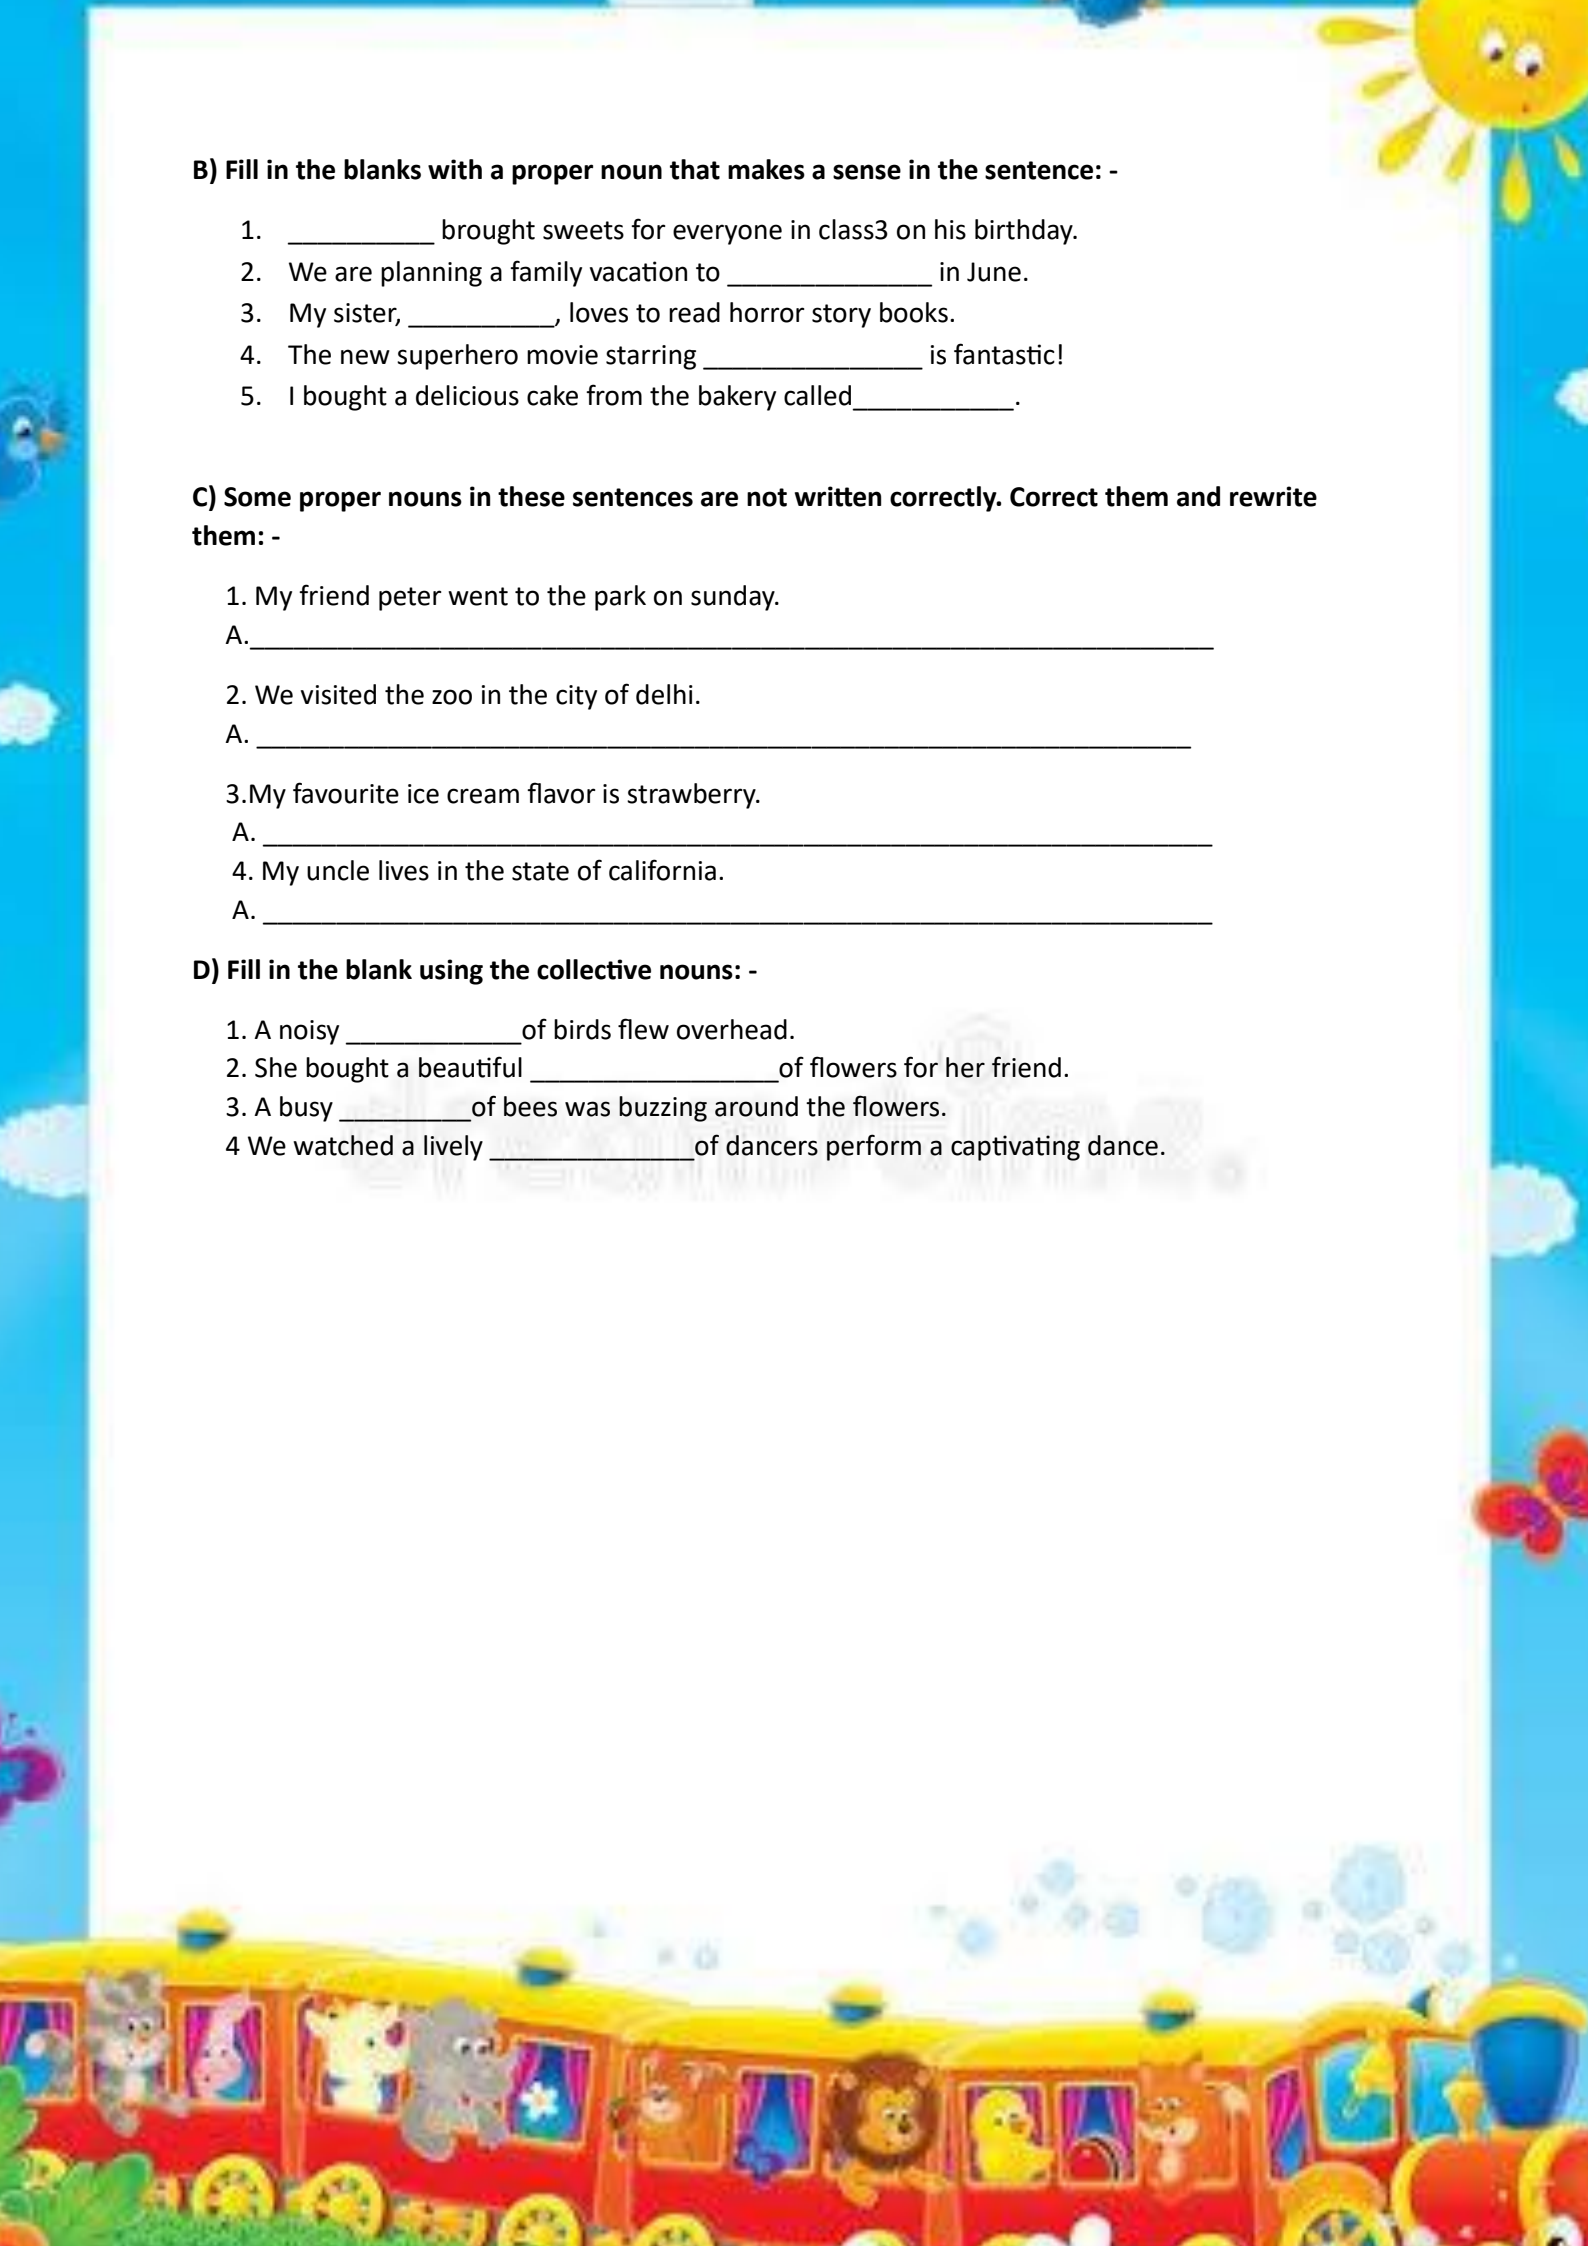 B) Fill in the blanks with a proper noun that makes a sense in the sentence: -
1. __________ brought sweets for everyone in class3 on his birthday.
2. We are planning a family vacation to ______________ in June.
3. My sister, __________, loves to read horror story books.
4. The new superhero movie starring _______________ is fantastic!
5. I bought a delicious cake from the bakery called___________.
C) Some proper nouns in these sentences are not written correctly. Correct them and rewrite
them: -
1. My friend peter went to the park on sunday.
A.__________________________________________________________________
2. We visited the zoo in the city of delhi.
A. ________________________________________________________________
3.My favourite ice cream flavor is strawberry.
A. _________________________________________________________________
4. My uncle lives in the state of california.
A. _________________________________________________________________
D) Fill in the blank using the collective nouns: -
1. A noisy ____________of birds flew overhead.
2. She bought a beautiful _________________of flowers for her friend.
3. A busy _________of bees was buzzing around the flowers.
4 We watched a lively ______________of dancers perform a captivating dance.